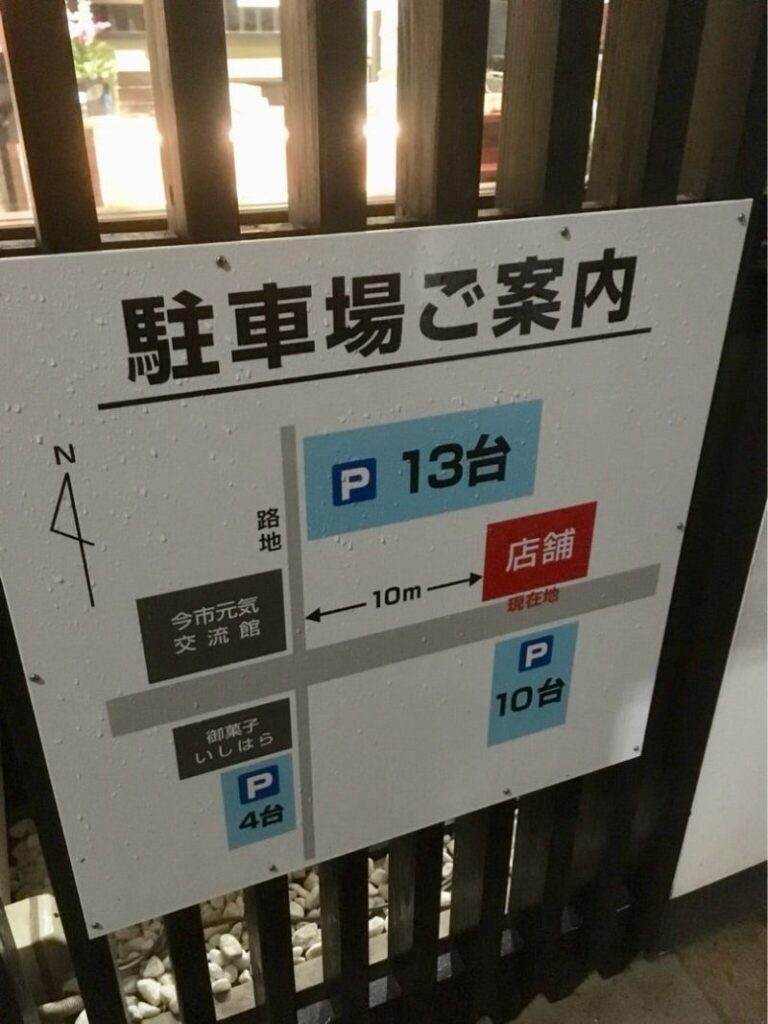 駐車場ご案内
N
P 13台
路地
店舗
10m
現在地
今市元気
交流館
P
10台
御菓子
いしはら
P
4台